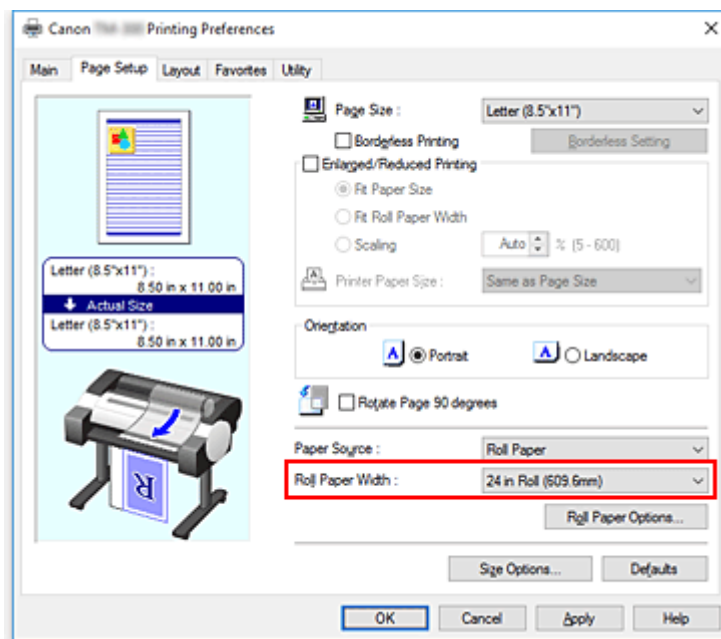 Canon Printing Preferences
Main Page Setup Layout Favorites Utility
Page Size : Letter (8.5"x11")
Borderless Printing Borderless Setting
Enlarged/Reduced Printing
Fit Paper Size
Fit Roll Paper Width
Scaling Auto % (5 - 600)
Printer Paper Size : Same as Page Size
Letter (8.5"x11") :
8.50 in x 11.00 in
Actual Size
Letter (8.5"x11") :
8.50 in x 11.00 in
Orientation
A Portrait A Landscape
Rotate Page 90 degrees
Paper Source : Roll Paper
Roll Paper Width : 24 in Roll (609.6mm)
Roll Paper Options...
Size Options... Defaults
R
OK Cancel Apply Help